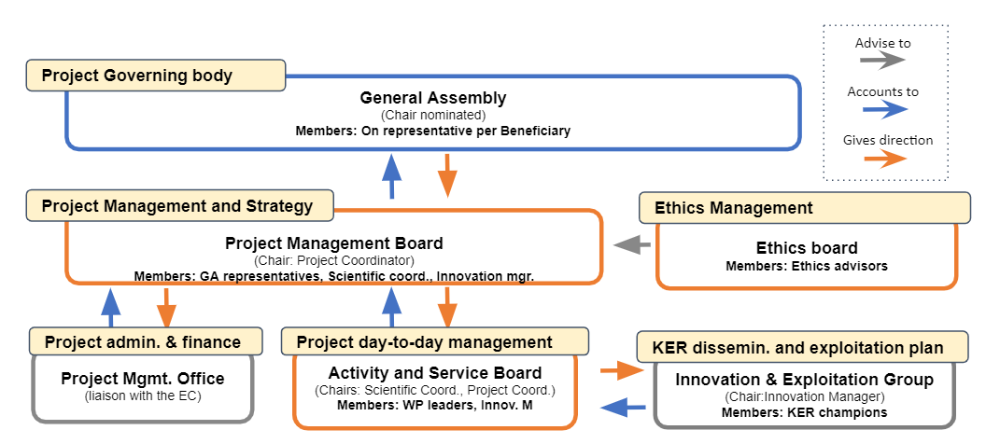 Advise to
Accounts to
Gives direction
Project Governing body
General Assembly
(Chair nominated)
Members: On representative per Beneficiary
Project Management and Strategy
Project Management Board
(Chair: Project Coordinator)
Members: GA representatives, Scientific coord., Innovation mgr.
Ethics Management
Ethics board
Members: Ethics advisors
Project admin. & finance
Project Mgmt. Office
(liaison with the EC)
Project day-to-day management
Activity and Service Board
(Chairs: Scientific Coord., Project Coord.)
Members: WP leaders, Innov. M
KER dissemin. and exploitation plan
Innovation & Exploitation Group
(Chair:Innovation Manager)
Members: KER champions